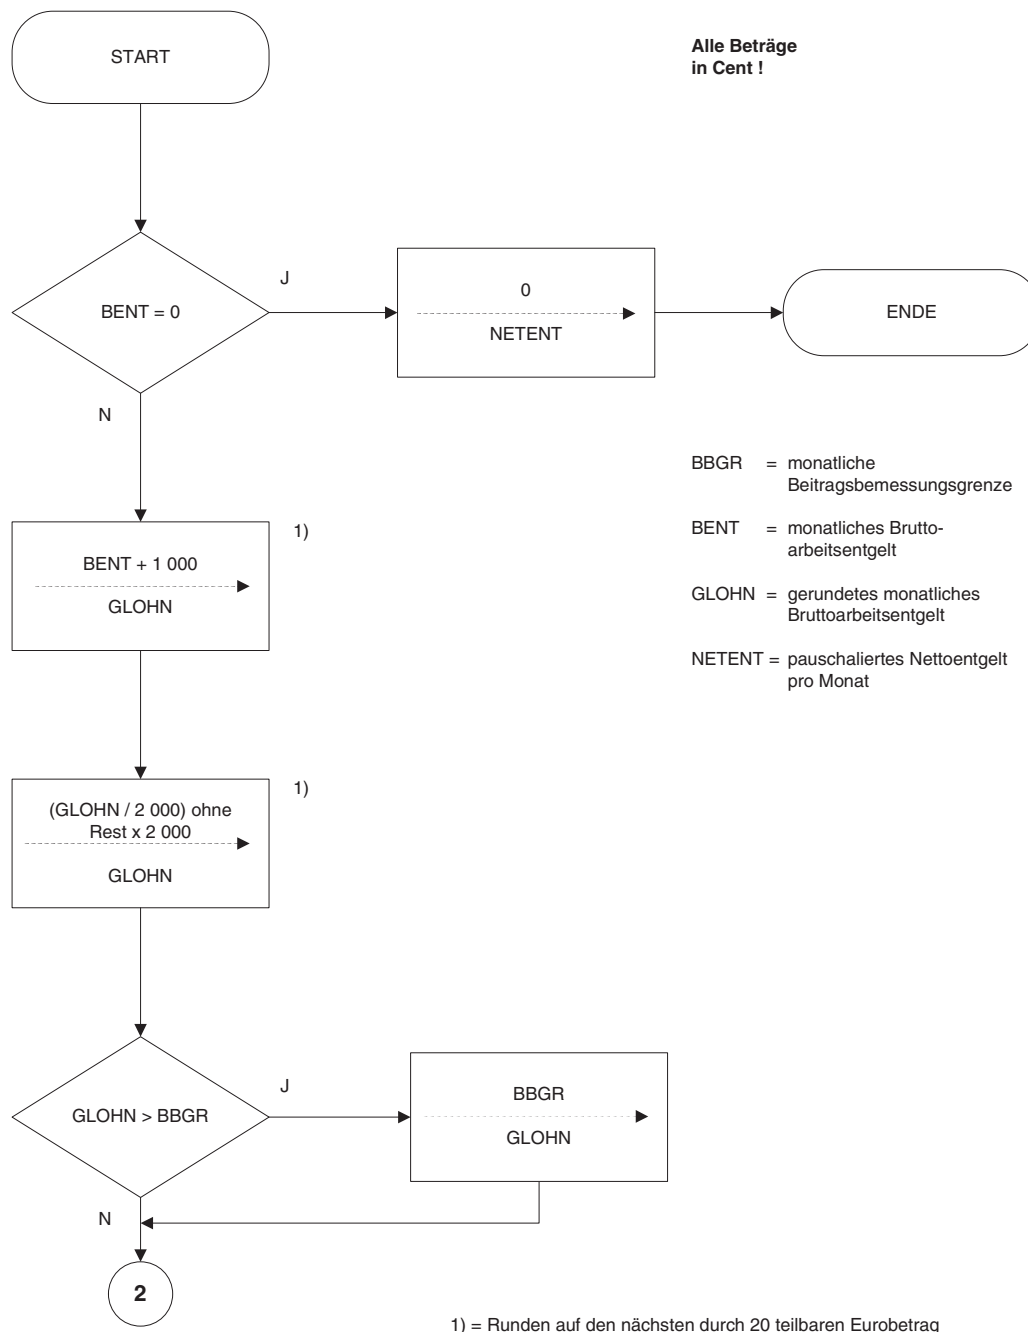 START
Alle Beträge
in Cent !
BENT = 0
J
0
NETENT
ENDE
N
BBGR = monatliche
Beitragsbemessungsgrenze
BENT = monatliches Brutto-
arbeitsentgelt
GLOHN = gerundetes monatliches
Bruttoarbeitsentgelt
NETENT = pauschaliertes Nettoentgelt
pro Monat
1)
BENT + 1 000
GLOHN
1)
(GLOHN / 2 000) ohne
Rest x 2 000
GLOHN
GLOHN > BBGR
J
BBGR
GLOHN
N
2
1) = Runden auf den nächsten durch 20 teilbaren Eurobetrag